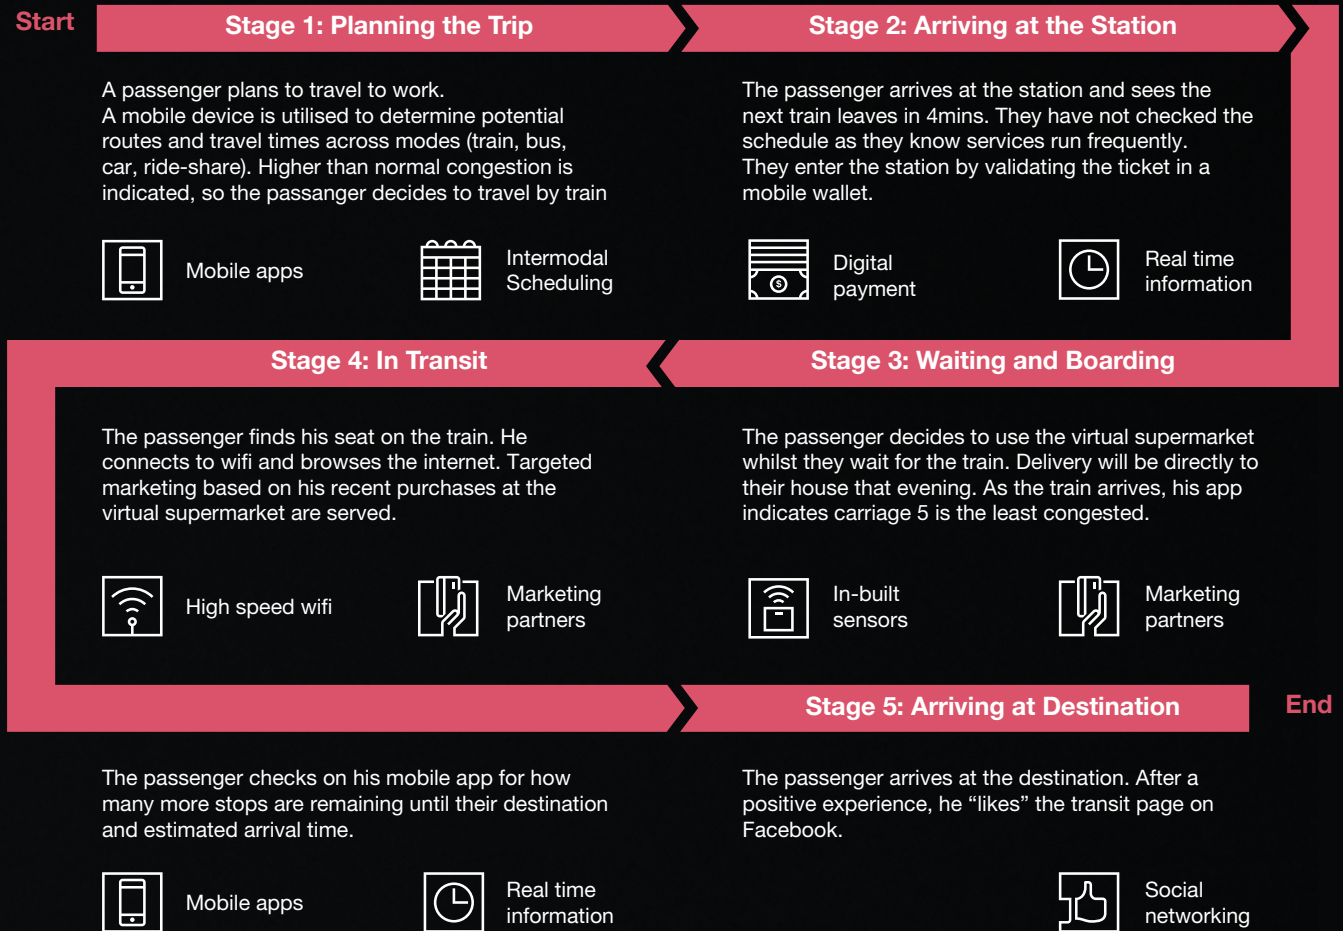 Start
Stage 1: Planning the Trip
A passenger plans to travel to work.
A mobile device is utilised to determine potential
routes and travel times across modes (train, bus,
car, ride-share). Higher than normal congestion is
indicated, so the passanger decides to travel by train
Mobile apps
Intermodal
Scheduling
Stage 2: Arriving at the Station
The passenger arrives at the station and sees the
next train leaves in 4mins. They have not checked the
schedule as they know services run frequently.
They enter the station by validating the ticket in a
mobile wallet.
$
Digital
payment
Real time
information
Stage 3: Waiting and Boarding
The passenger decides to use the virtual supermarket
whilst they wait for the train. Delivery will be directly to
their house that evening. As the train arrives, his app
indicates carriage 5 is the least congested.
In-built
sensors
Marketing
partners
Stage 4: In Transit
The passenger finds his seat on the train. He
connects to wifi and browses the internet. Targeted
marketing based on his recent purchases at the
virtual supermarket are served.
High speed wifi
Marketing
partners
The passenger checks on his mobile app for how
many more stops are remaining until their destination
and estimated arrival time.
Mobile apps
Real time
information
Stage 5: Arriving at Destination
End
The passenger arrives at the destination. After a
positive experience, he “likes” the transit page on
Facebook.
Social
networking